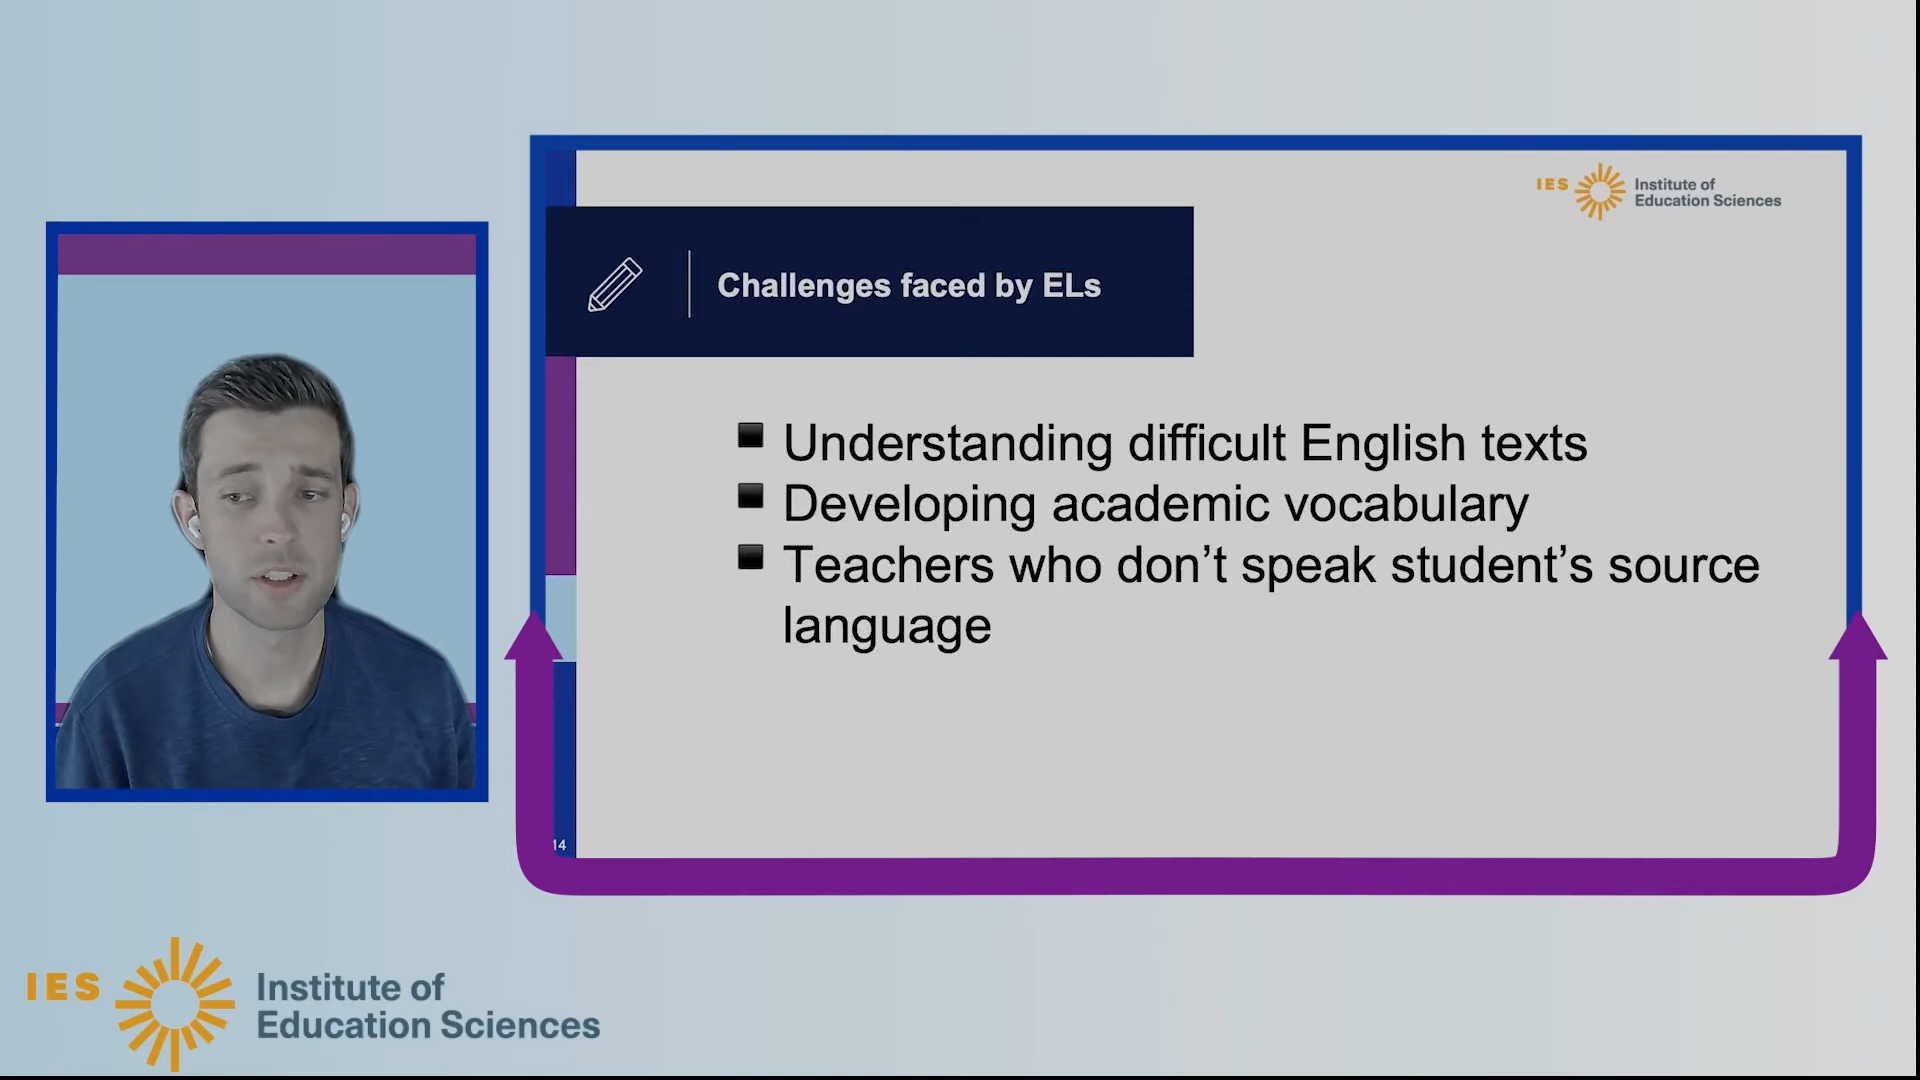 IES
Institute of
Education Sciences
Challenges faced by ELs
Understanding difficult English texts
Developing academic vocabulary
Teachers who don’t speak student’s source
language
14
IES
Institute of
Education Sciences